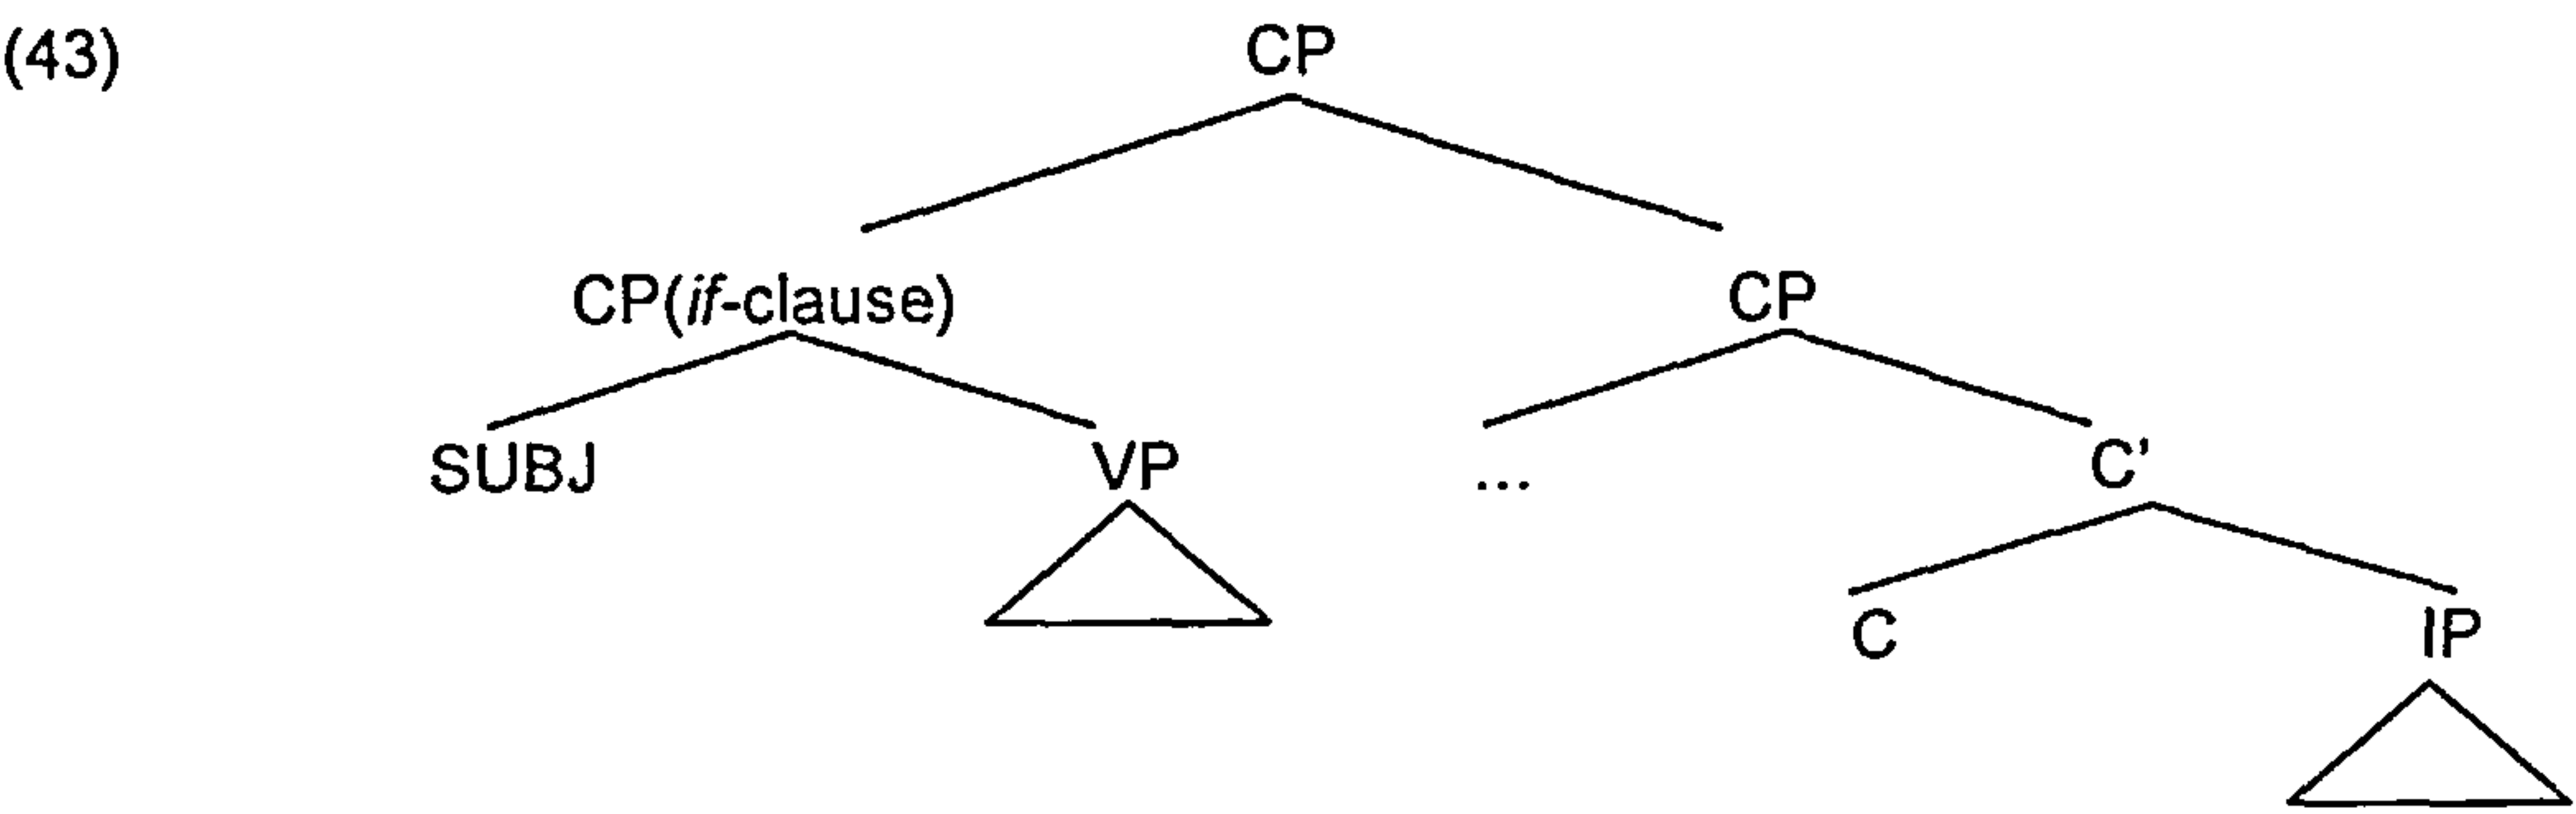 (43) CP
CP(if-clause) CP
SUBJ VP ... C’
C IP